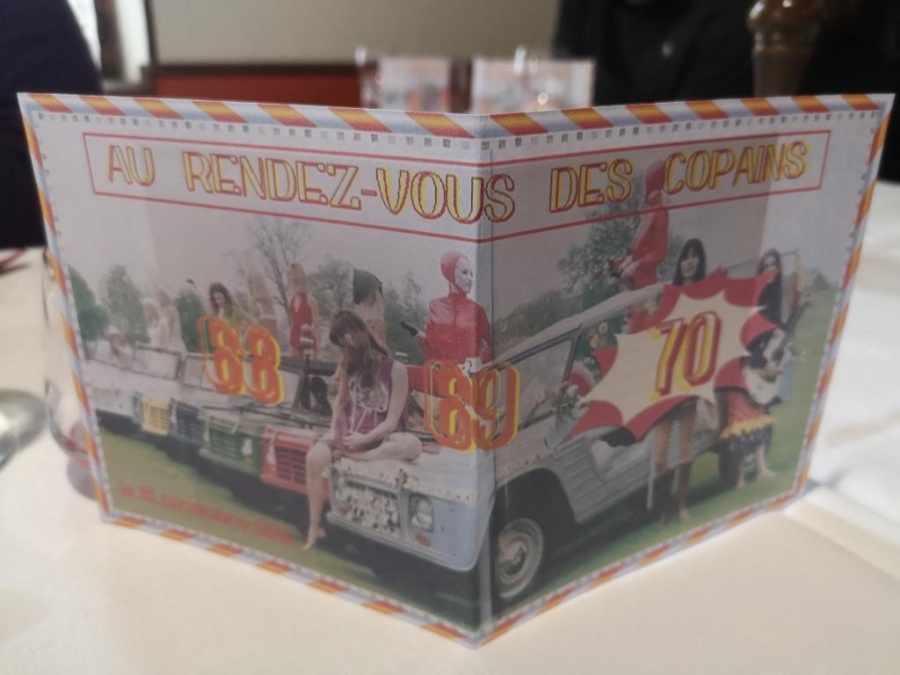 AU RENDEZ-VOUS DES COPAINS
68
69
70